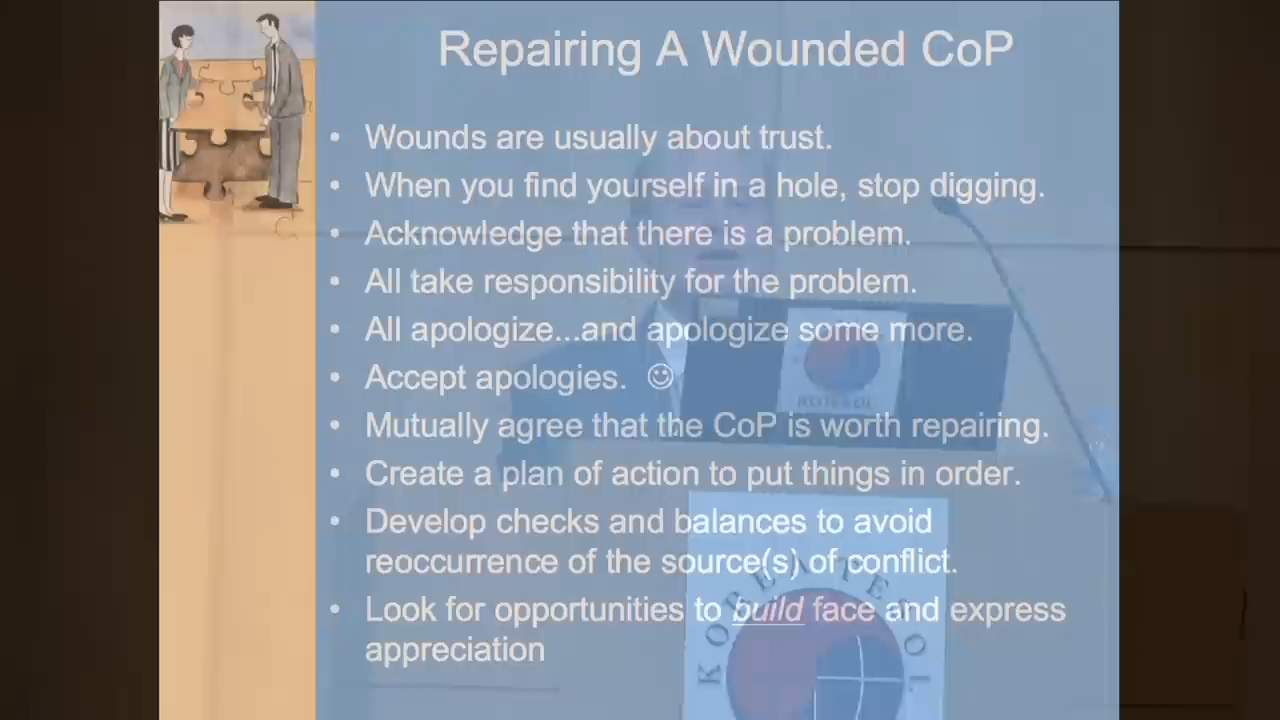 Repairing A Wounded CoP
• Wounds are usually about trust.
• When you find yourself in a hole, stop digging.
• Acknowledge that there is a problem.
• All take responsibility for the problem.
• All apologize...and apologize some more.
• Accept apologies. ☺
• Mutually agree that the CoP is worth repairing.
• Create a plan of action to put things in order.
• Develop checks and balances to avoid
reoccurrence of the source(s) of conflict.
• Look for opportunities to build face and express
appreciation
KOTESOL
KOREA TESOL